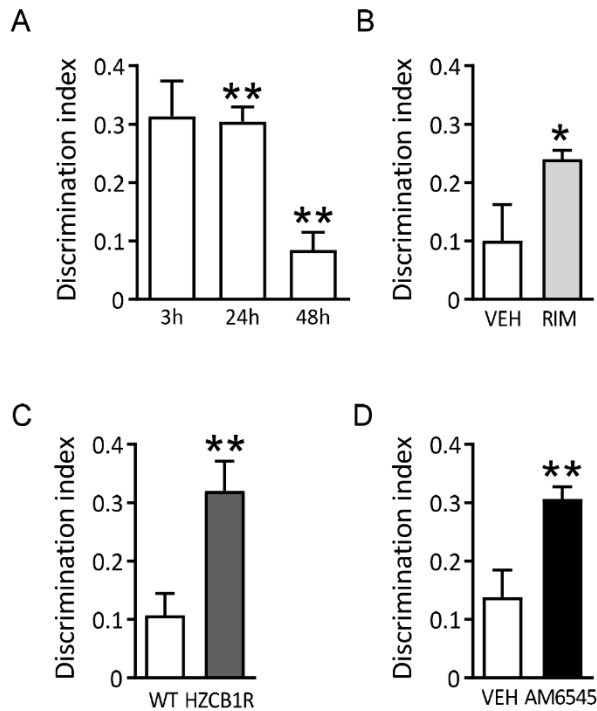 A
Discrimination index
0.4
0.3
0.2
0.1
0
**
**
3h 24h 48h
B
Discrimination index
0.4
0.3
0.2
0.1
0
*
VEH RIM
C
Discrimination index
0.4
0.3
0.2
0.1
0
**
WT HZCB1R
D
Discrimination index
0.4
0.3
0.2
0.1
0
**
VEH AM6545